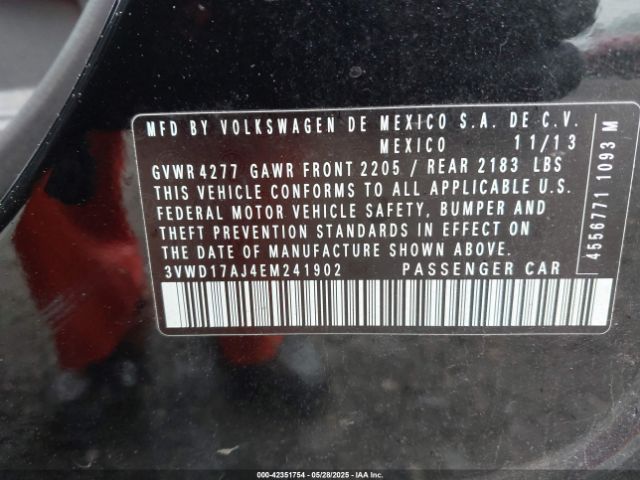 MFD BY VOLKSWAGEN DE MEXICO S.A. DE C.V.
MEXICO 11/13
GVWR 4277 GAWR FRONT 2205 / REAR 2183 LBS
THIS VEHICLE CONFORMS TO ALL APPLICABLE U.S.
FEDERAL MOTOR VEHICLE SAFETY, BUMPER AND
THEFT PREVENTION STANDARDS IN EFFECT ON
THE DATE OF MANUFACTURE SHOWN ABOVE.
3VWD17AJ4EM241902 PASSENGER CAR
4556771 1093 M
000-42351754 | 05/28/2025 | IAA Inc.